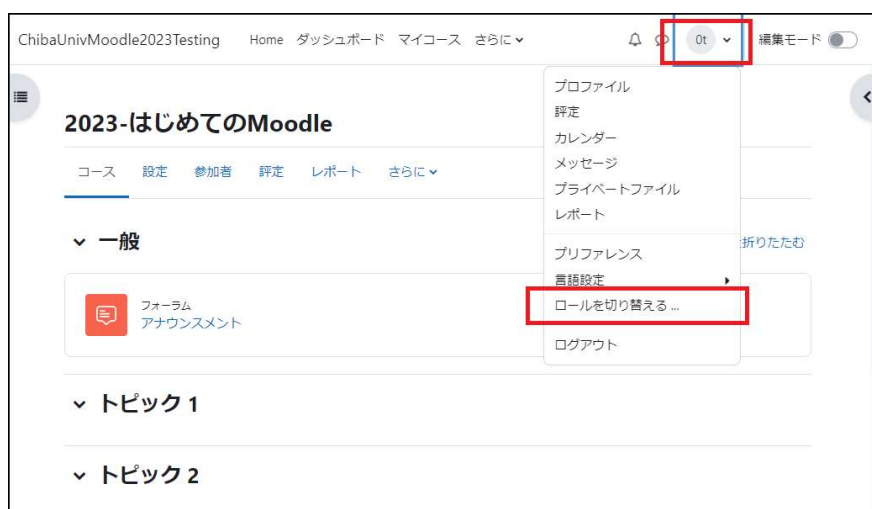 ChibaUnivMoodle2023Testing Home ダッシュボード マイコース さらに 0t 編集モード
プロファイル
評定
カレンダー
メッセージ
プライベートファイル
レポート
プリファレンス
言語設定
ロールを切り替える ...
ログアウト
2023-はじめてのMoodle
コース 設定 参加者 評定 レポート さらに
一般
折りたたむ
フォーラム
アナウンスメント
トピック 1
トピック 2